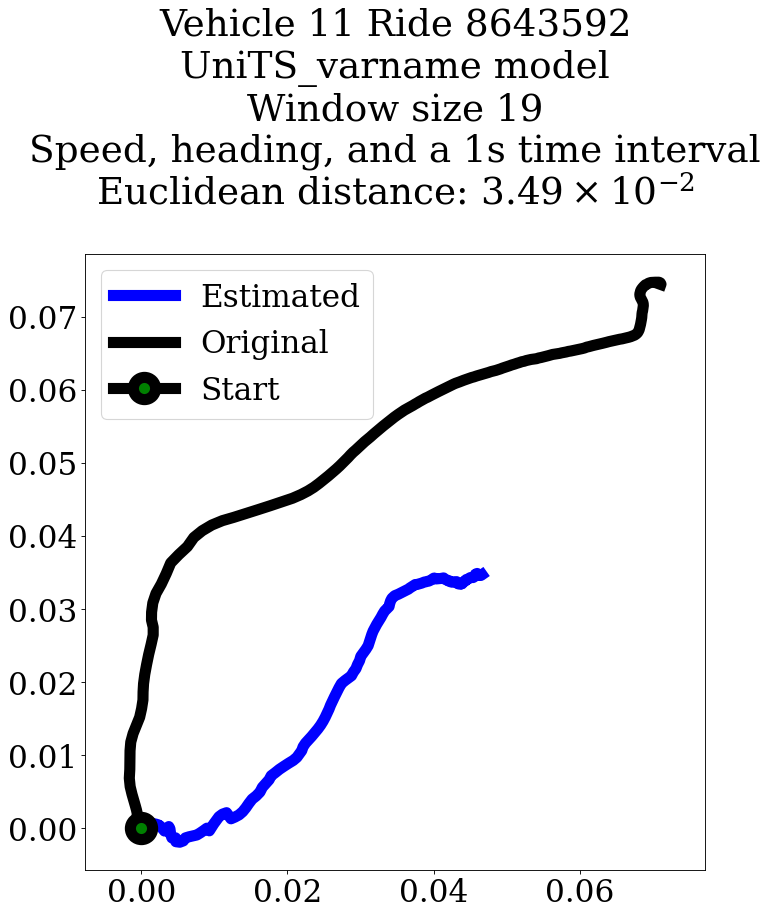 Vehicle 11 Ride 8643592
UniTS_varname model
Window size 19
Speed, heading, and a 1s time interval
Euclidean distance: 3.49 × 10⁻²
Estimated
Original
Start
0.07
0.06
0.05
0.04
0.03
0.02
0.01
0.00
0.00 0.02 0.04 0.06